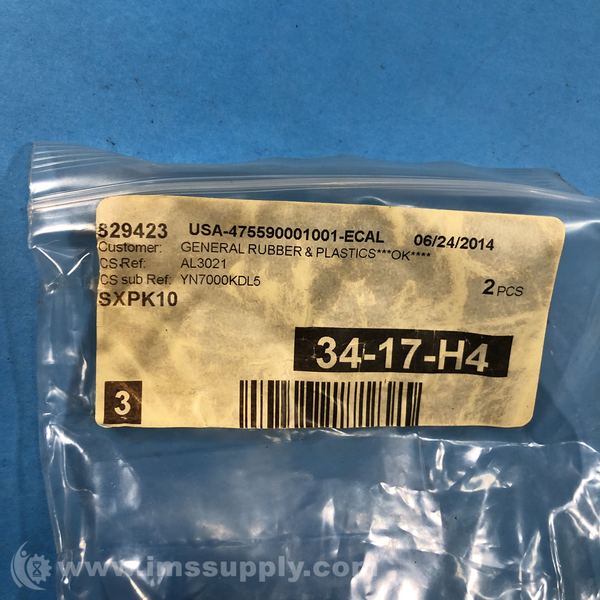 829423 USA-475590001001-ECAL 06/24/2014
Customer: GENERAL RUBBER & PLASTICS***OK****
CS Ref: AL3021
CS sub Ref: YN7000KDL5 2 PCS
SXPK10
34-17-H4
3
www.imssupply.com